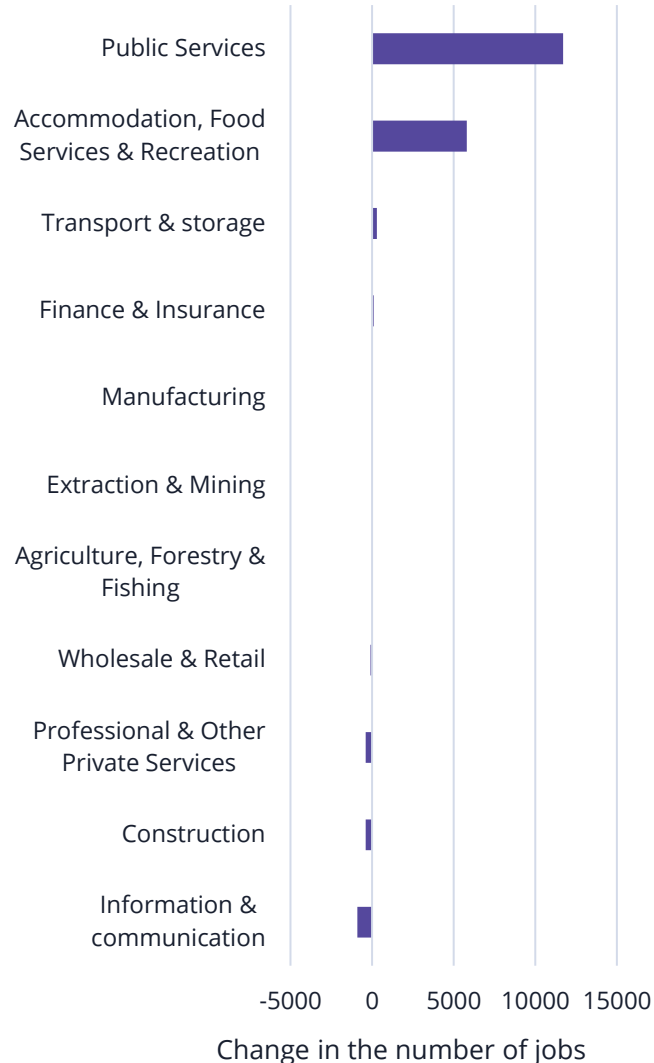 Public Services
Accommodation, Food
Services & Recreation
Transport & storage
Finance & Insurance
Manufacturing
Extraction & Mining
Agriculture, Forestry &
Fishing
Wholesale & Retail
Professional & Other
Private Services
Construction
Information &
communication
-5000 0 5000 10000 15000
Change in the number of jobs